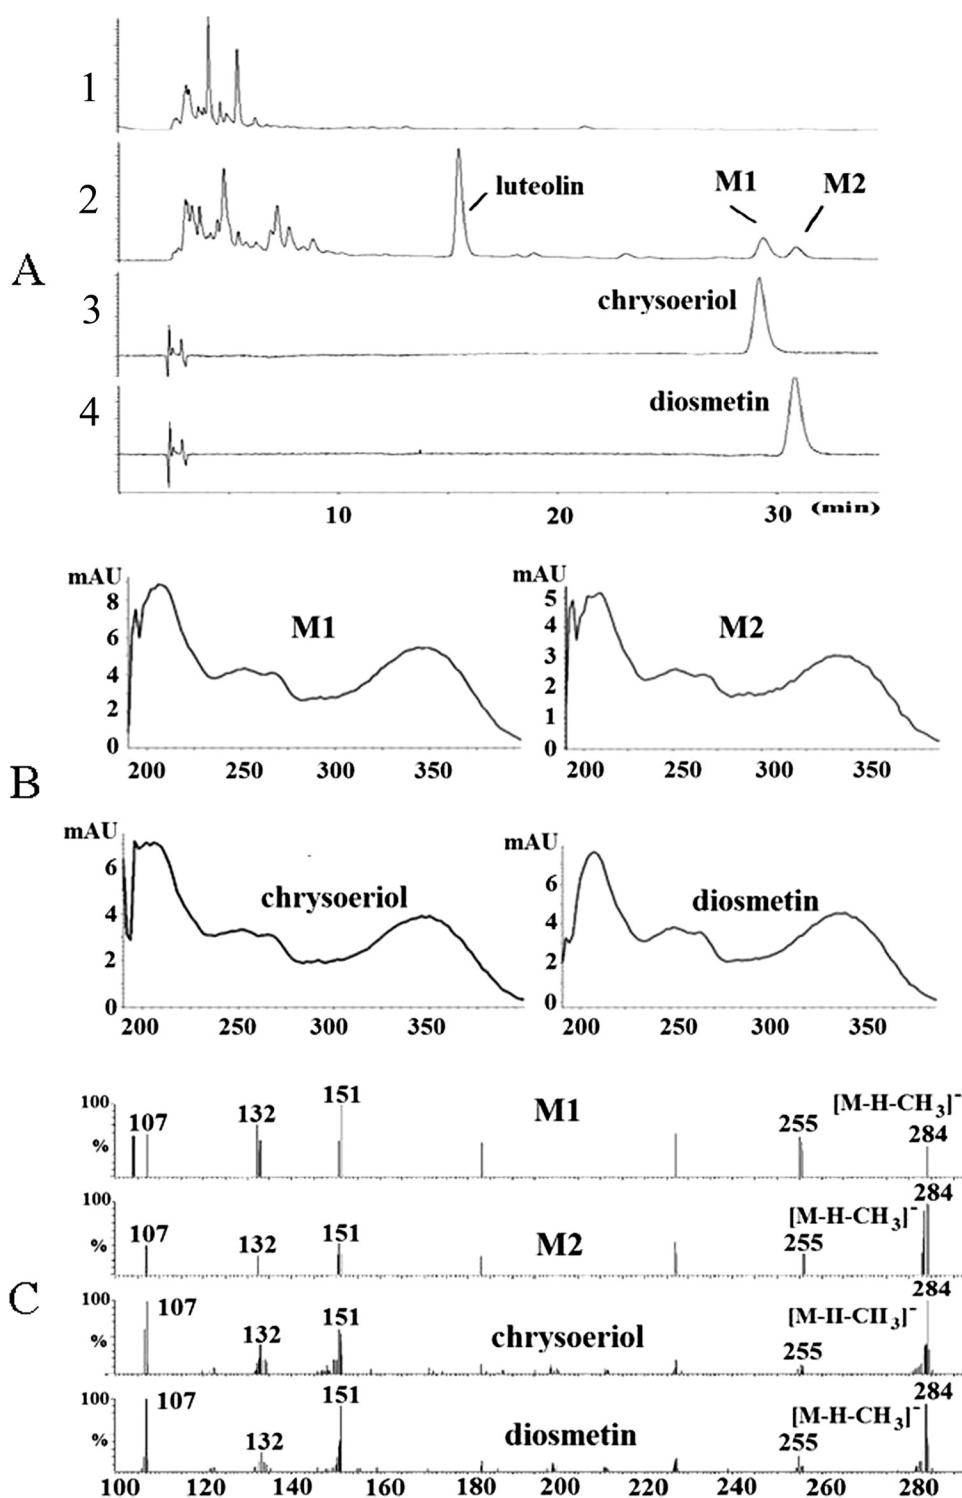 A
1
2
luteolin
M1
M2
3
chrysoeriol
4
diosmetin
10 20 30 (min)
B
mAU
8
6
4
2
0
M1
200 250 300 350
mAU
5
4
3
2
1
0
M2
200 250 300 350
mAU
6
4
2
0
chrysoeriol
200 250 300 350
mAU
6
4
2
0
diosmetin
200 250 300 350
C
100
%
107 132 151 M1 255 [M-H-CH3]-
284
100
%
107 132 151 M2 255 [M-H-CH3]-
284
100
%
107 132 151 chrysoeriol 255 [M-H-CH3]-
284
100
%
107 132 151 diosmetin 255 [M-H-CH3]-
284
100 120 140 160 180 200 220 240 260 280